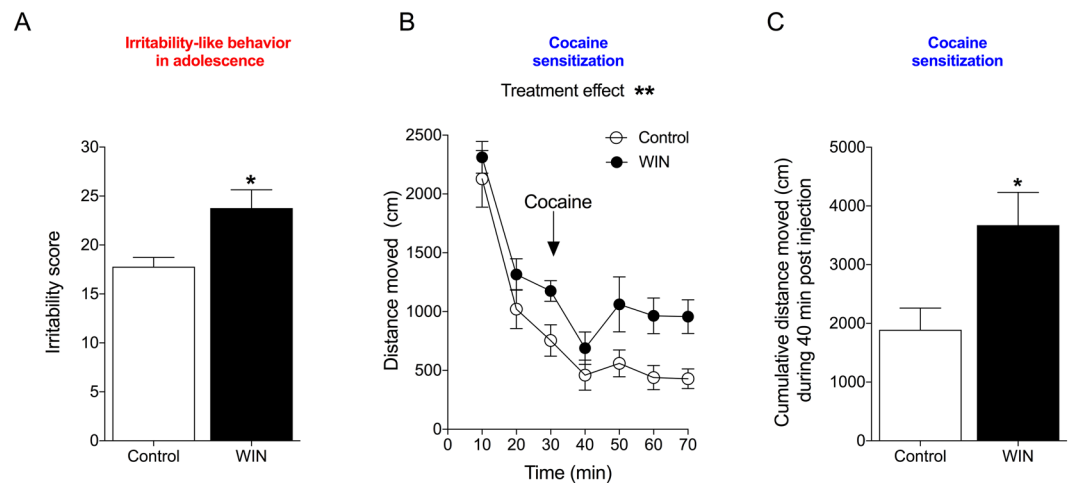 A
Irritability-like behavior
in adolescence
Irritability score
30
25
20
15
10
5
0
*
Control
WIN
B
Cocaine
sensitization
Treatment effect **
Control
WIN
Cocaine
Distance moved (cm)
2500
2000
1500
1000
500
0
0 10 20 30 40 50 60 70
Time (min)
C
Cocaine
sensitization
Cumulative distance moved (cm)
during 40 min post injection
5000
4000
3000
2000
1000
0
*
Control
WIN